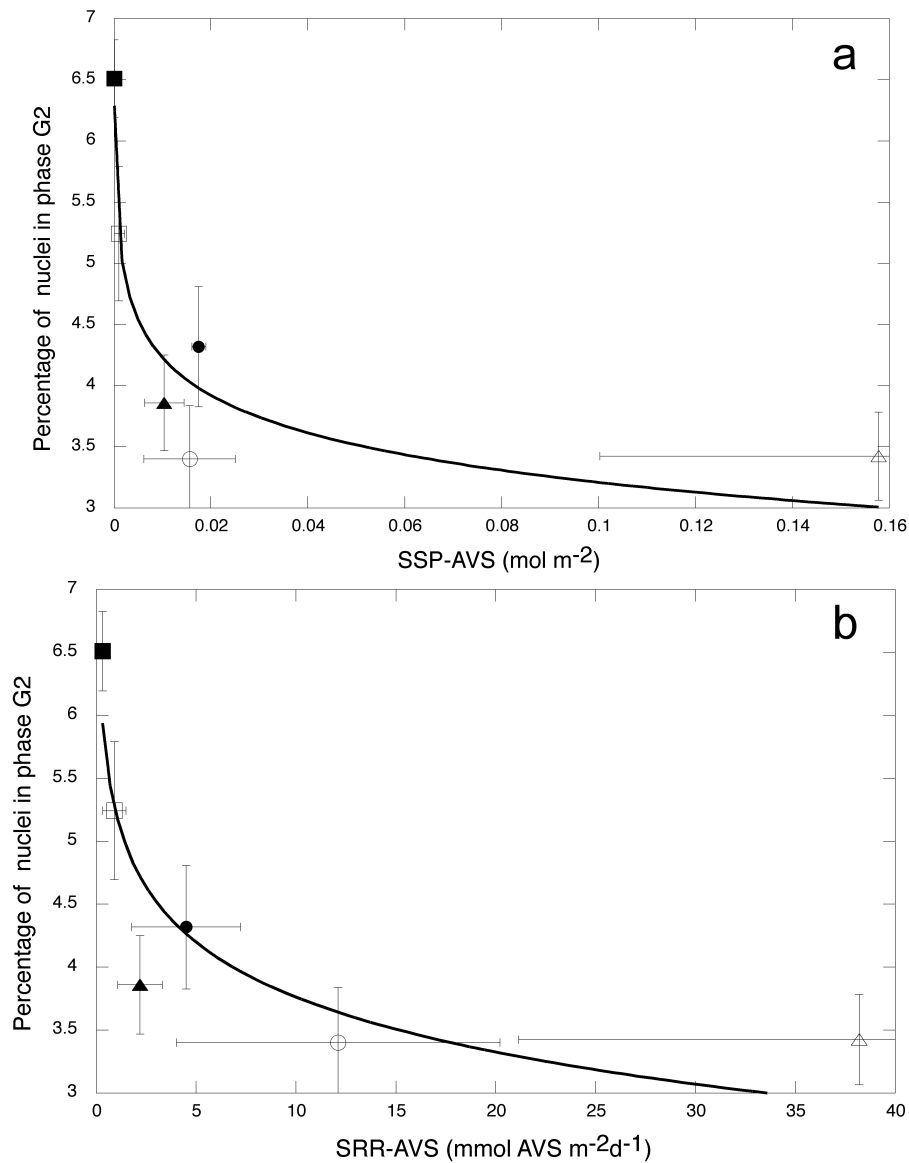 7
a
6.5
6
5.5
5
4.5
4
3.5
3
Percentage of nuclei in phase G2
0 0.02 0.04 0.06 0.08 0.1 0.12 0.14 0.16
SSP-AVS (mol m-2)
7
b
6.5
6
5.5
5
4.5
4
3.5
3
Percentage of nuclei in phase G2
0 5 10 15 20 25 30 35 40
SRR-AVS (mmol AVS m-2d-1)